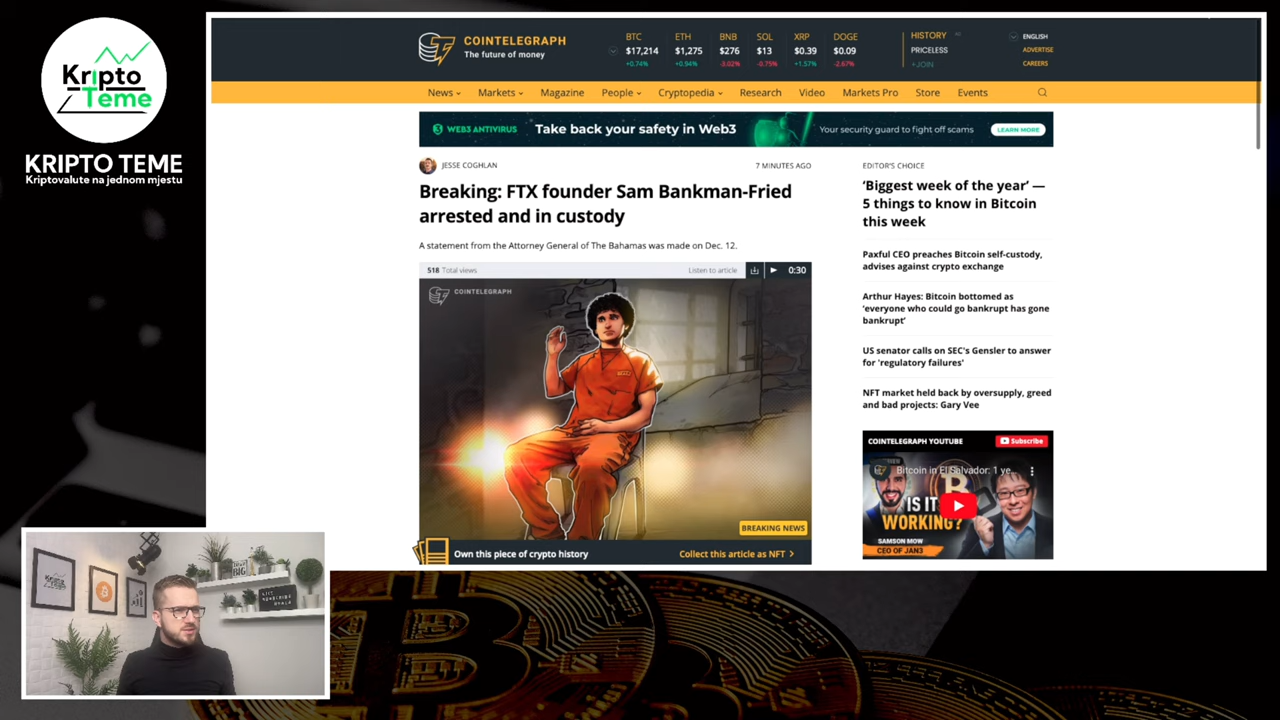 Kripto
Teme
KRIPTO TEME
Kriptovalute na jednom mjestu
COINTELEGRAPH
The future of money
BTC
$17,214
+0.74%
ETH
$1,275
+0.94%
BNB
$276
-3.02%
SOL
$13
-0.75%
XRP
$0.39
+1.57%
DOGE
$0.09
-2.67%
HISTORY
PRICELESS
+JOIN
ENGLISH
ADVERTISE
CAREERS
News Markets Magazine People Cryptopedia Research Video Markets Pro Store Events
WEB3 ANTIVIRUS Take back your safety in Web3 Your security guard to fight off scams LEARN MORE
JESSE COGHLAN 7 MINUTES AGO
Breaking: FTX founder Sam Bankman-Fried
arrested and in custody
A statement from the Attorney General of The Bahamas was made on Dec. 12.
518 Total views Listen to article 0:30
COINTELEGRAPH
BREAKING NEWS
Own this piece of crypto history Collect this article as NFT
EDITOR'S CHOICE
‘Biggest week of the year’ —
5 things to know in Bitcoin
this week
Paxful CEO preaches Bitcoin self-custody,
advises against crypto exchange
Arthur Hayes: Bitcoin bottomed as
‘everyone who could go bankrupt has gone
bankrupt’
US senator calls on SEC's Gensler to answer
for 'regulatory failures'
NFT market held back by oversupply, greed
and bad projects: Gary Vee
COINTELEGRAPH YOUTUBE Subscribe
Bitcoin in El Salvador: 1 ye...
IS IT
WORKING?
SAMSON MOW
CEO OF JAN3
BIG